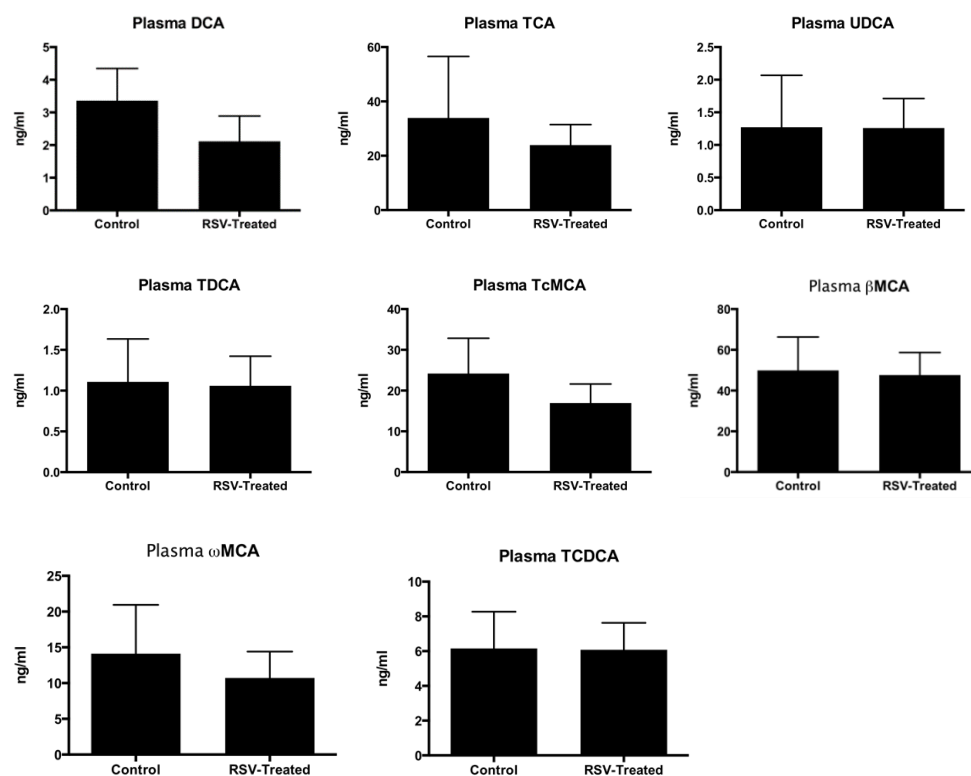 Plasma DCA
5
4
3
2
1
0
ng/ml
Control
RSV-Treated
Plasma TCA
60
40
20
0
ng/ml
Control
RSV-Treated
Plasma UDCA
2.5
2.0
1.5
1.0
0.5
0.0
ng/ml
Control
RSV-Treated
Plasma TDCA
2.0
1.5
1.0
0.5
0.0
ng/ml
Control
RSV-Treated
Plasma TcMCA
40
30
20
10
0
ng/ml
Control
RSV-Treated
Plasma βMCA
80
60
40
20
0
ng/ml
Control
RSV-Treated
Plasma ωMCA
25
20
15
10
5
0
ng/ml
Control
RSV-Treated
Plasma TCDCA
10
8
6
4
2
0
ng/ml
Control
RSV-Treated